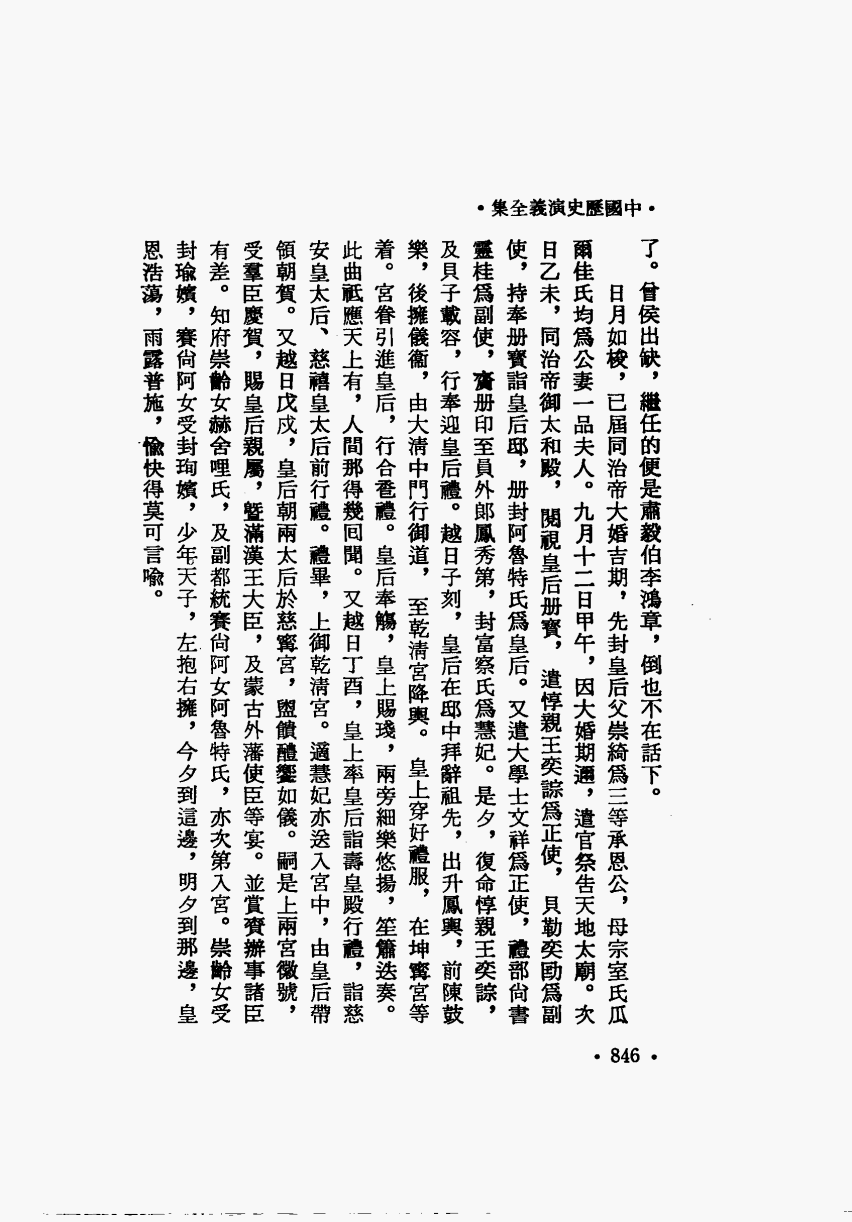 •中國歷史演義全集•
了。曾侯出缺，繼任的便是肅毅伯李鴻章，倒也不在話下。
日月如梭，已屆同治帝大婚吉期，先封皇后父崇綺爲三等承恩公，母宗室氏瓜
爾佳氏均爲公妻一品夫人。九月十二日甲午，因大婚期邇，遣官祭告天地太廟。次
日乙未，同治帝御太和殿，閱視皇后册寶，遣惇親王奕誴爲正使，貝勒奕劻爲副
使，持奉册寶詣皇后邸，册封阿魯特氏爲皇后。又遣大學士文祥爲正使，禮部尙書
靈桂爲副使，齎册印至員外郎鳳秀第，封富察氏爲慧妃。是夕，復命惇親王奕誴，
及貝子載容，行奉迎皇后禮。越日子刻，皇后在邸中拜辭祖先，出升鳳輿，前陳鼓
樂，後擁儀衞，由大淸中門行御道，至乾淸宮降輿。皇上穿好禮服，在坤寗宮等
着。宮眷引進皇后，行合卺禮。皇后奉觴，皇上賜琖，兩旁細樂悠揚，笙簫迭奏。
此曲祇應天上有，人間那得幾回聞。又越日丁酉，皇上率皇后詣壽皇殿行禮，詣慈
安皇太后、慈禧皇太后前行禮。禮畢，上御乾淸宮。適慧妃亦送入宮中，由皇后帶
領朝賀。又越日戊戌，皇后朝兩太后於慈寗宮，盥饋醴饗如儀。嗣是上兩宮徽號，
受羣臣慶賀，賜皇后親屬，暨滿漢王大臣，及蒙古外藩使臣等宴。並賞賚辦事諸臣
有差。知府崇齡女赫舍哩氏，及副都統賽尙阿女阿魯特氏，亦次第入宮。崇齡女受
封瑜嬪，賽尙阿女受封珣嬪，少年天子，左抱右擁，今夕到這邊，明夕到那邊，皇
恩浩蕩，雨露普施，愉快得莫可言喩。
•846•